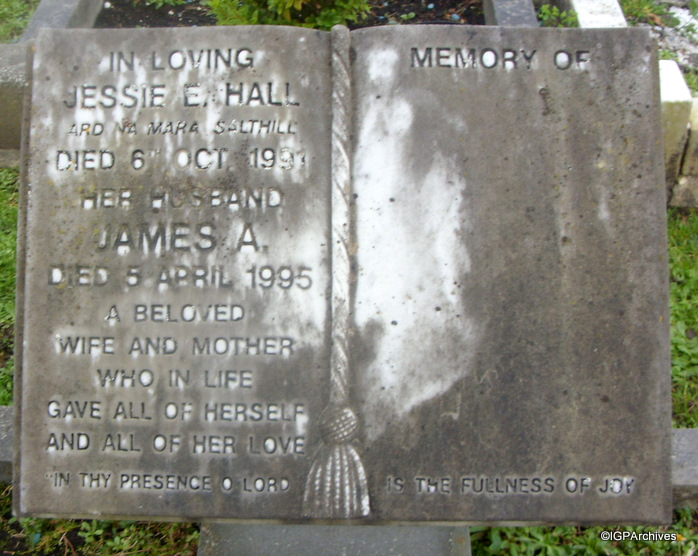 IN LOVING MEMORY OF
JESSIE E. HALL
ARD NA MARA SALTHILL
DIED 6TH OCT. 1991
HER HUSBAND
JAMES A.
DIED 5 APRIL 1995
A BELOVED
WIFE AND MOTHER
WHO IN LIFE
GAVE ALL OF HERSELF
AND ALL OF HER LOVE
"IN THY PRESENCE O LORD IS THE FULLNESS OF JOY"
©IGPArchives